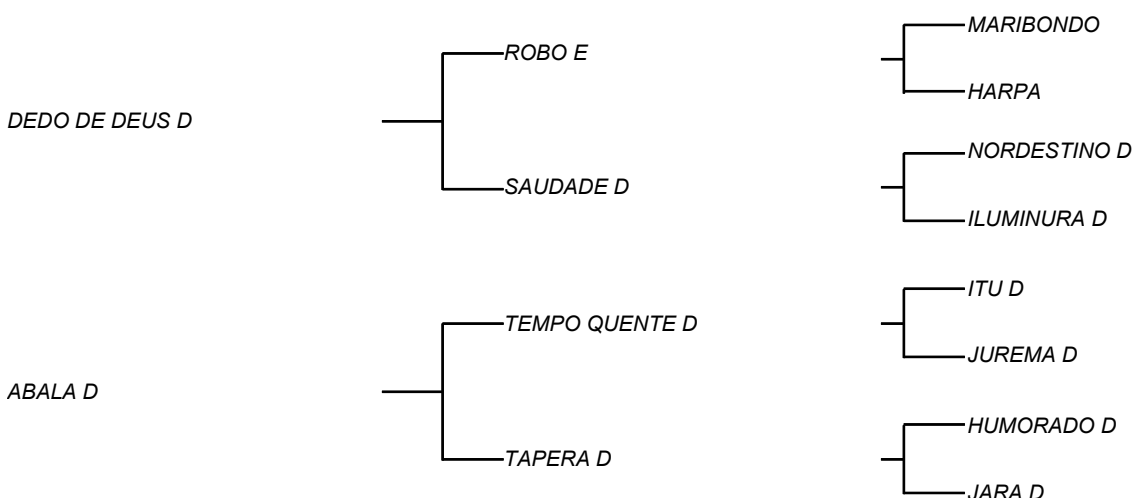 MARIBONDO
ROBO E
HARPA
DEDO DE DEUS D
NORDESTINO D
SAUDADE D
ILUMINURA D
ITU D
TEMPO QUENTE D
JUREMA D
ABALA D
HUMORADO D
TAPERA D
JARA D